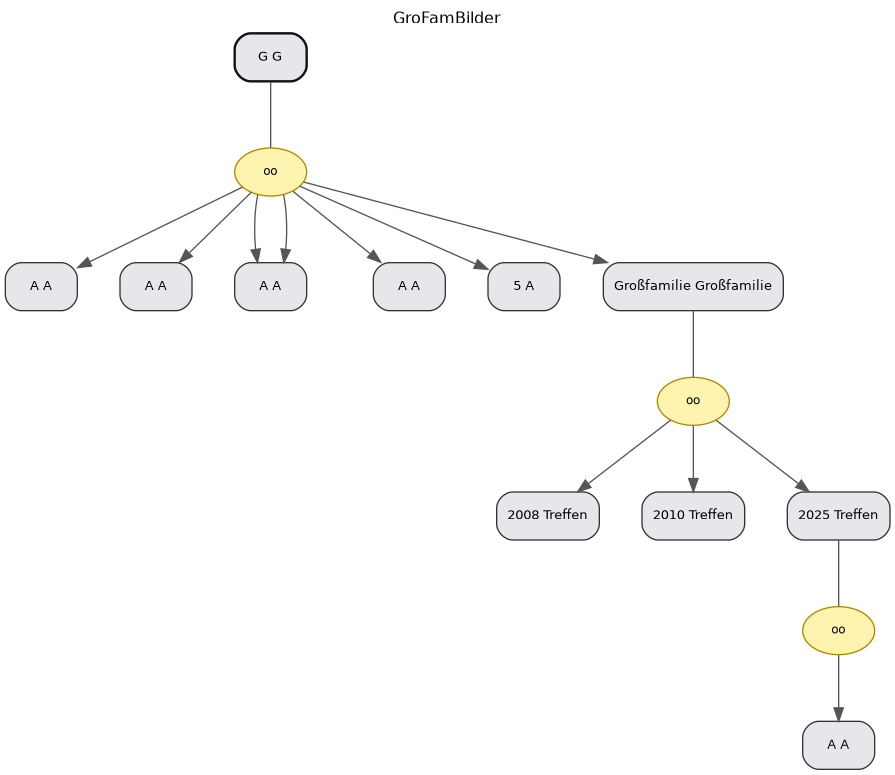 GroFamBilder
G G
oo
A A
A A
A A
A A
5 A
Großfamilie Großfamilie
oo
2008 Treffen
2010 Treffen
2025 Treffen
oo
A A